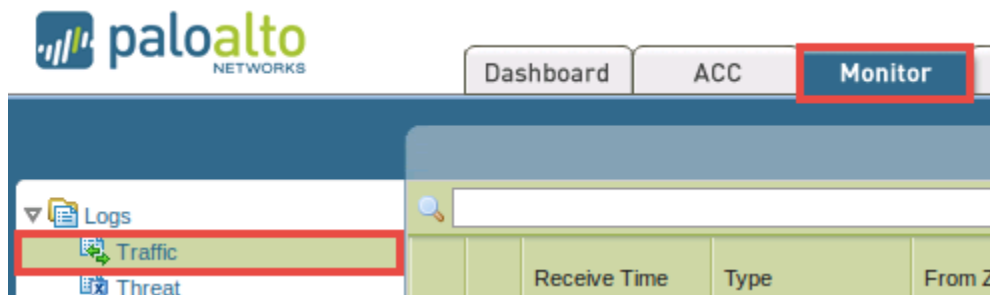 paloalto
NETWORKS
Dashboard ACC Monitor
Logs
Traffic
Threat
Receive Time Type From Z